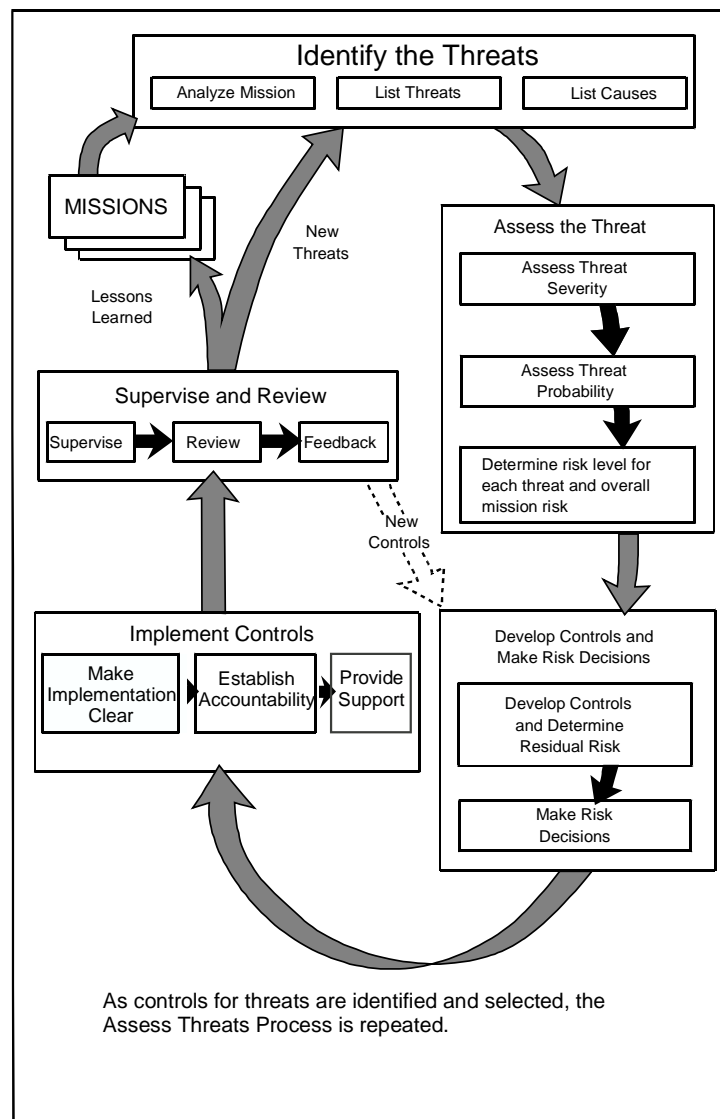 Identify the Threats
Analyze Mission
List Threats
List Causes
MISSIONS
New
Threats
Lessons
Learned
Assess the Threat
Assess Threat
Severity
Assess Threat
Probability
Determine risk level for
each threat and overall
mission risk
Supervise and Review
Supervise
Review
Feedback
New
Controls
Develop Controls and
Make Risk Decisions
Develop Controls
and Determine
Residual Risk
Make Risk
Decisions
Implement Controls
Make
Implementation
Clear
Establish
Accountability
Provide
Support
As controls for threats are identified and selected, the
Assess Threats Process is repeated.